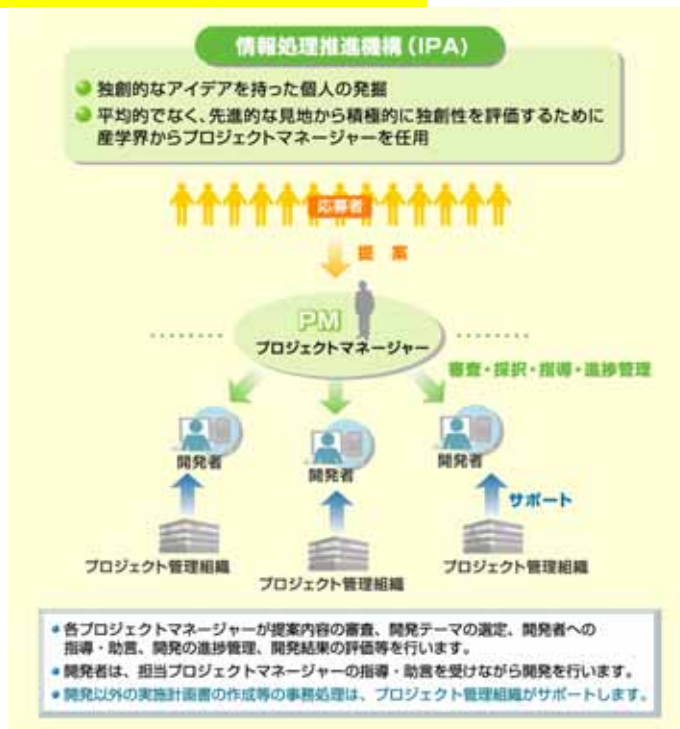 情報処理推進機構（IPA）
独創的なアイデアを持った個人の発掘
平均的でなく、先進的な見地から積極的に独創性を評価するために
産学界からプロジェクトマネージャーを任用
応募者
提 案
PM
プロジェクトマネージャー
審査・採択・指導・進捗管理
開発者
開発者
開発者
サポート
プロジェクト管理組織
プロジェクト管理組織
プロジェクト管理組織
各プロジェクトマネージャーが提案内容の審査、開発テーマの選定、開発者への
指導・助言、開発の進捗管理、開発結果の評価等を行います。
開発者は、担当プロジェクトマネージャーの指導・助言を受けながら開発を行います。
開発以外の実施計画書の作成等の事務処理は、プロジェクト管理組織がサポートします。